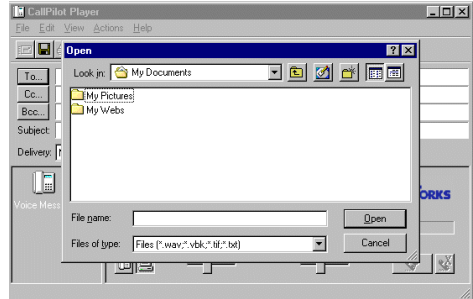 CallPilot Player
File Edit View Actions Help
Open
Look in: My Documents
To...
My Pictures
Cc...
My Webs
Bcc...
Subject:
Delivery:
Voice Mess
ORKS
File name:
Open
Files of type: Files (*.wav;*.vbk;*.tif;*.txt)
Cancel